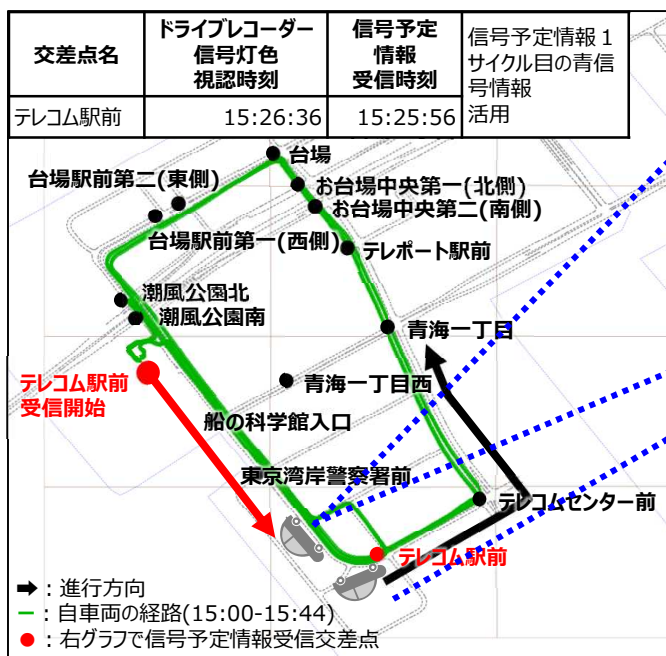 交差点名
ドライブレコーダー
信号灯色
視認時刻
信号予定
情報
受信時刻
信号予定情報1
サイクル目の青信
号情報
活用
テレコム駅前
15:26:36
15:25:56
台場
台場駅前第二(東側)
お台場中央第一(北側)
お台場中央第二(南側)
台場駅前第一(西側)
テレポート駅前
潮風公園北
潮風公園南
青海一丁目
テレコム駅前
受信開始
青海一丁目西
船の科学館入口
東京湾岸警察署前
テレコムセンター前
テレコム駅前
➡:進行方向
ー:自車両の経路(15:00-15:44)
●:右グラフで信号予定情報受信交差点